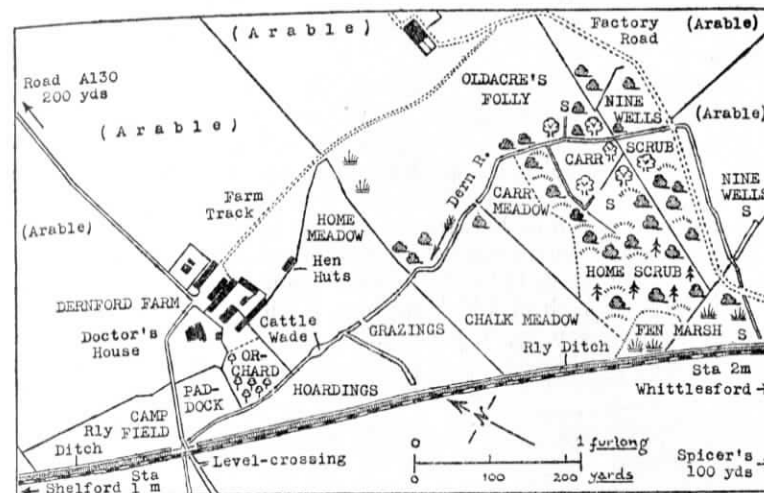 (Arable)
Factory
Road
(Arable)
Road A130
200 yds
OLDACRE'S
FOLLY
S
NINE
WELLS
(Arable)
(Arable)
CARR SCRUB
Dern R.
NINE
WELLS
S
Farm
Track
CARR
MEADOW
S
(Arable)
HOME
MEADOW
Hen
Huts
HOME SCRUB
DERNFORD FARM
Doctor's
House
Cattle
Wade
GRAZINGS
CHALK MEADOW
FEN MARSH
S
OR-
CHARD
Rly Ditch
PAD-
DOCK
HOARDINGS
Sta 2m
Whittlesford
CAMP
FIELD
Rly
Ditch
N
0
1 furlong
Level-crossing
Sta
Shelford 1 m
0 100 200
yards
Spicer's
100 yds